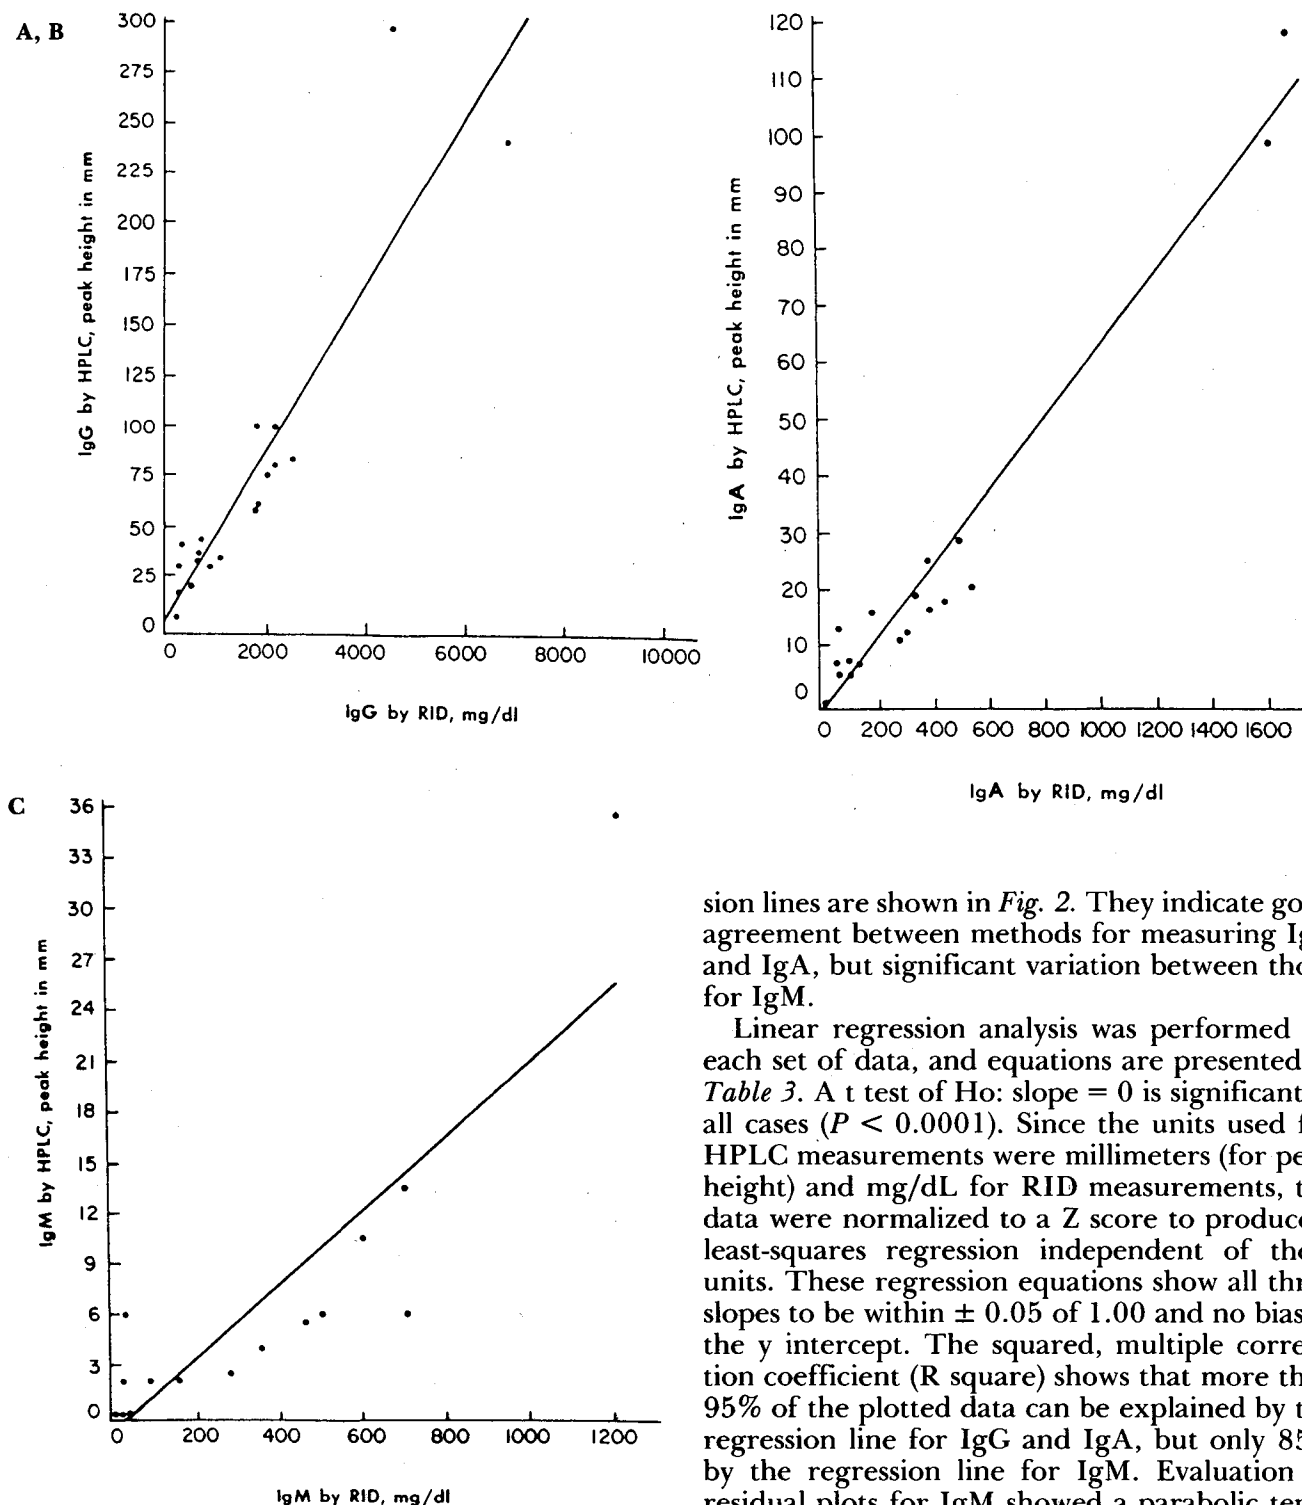 A, B
300
275
250
225
200
175
150
125
100
75
50
25
0
IgG by HPLC, peak height in mm
0 2000 4000 6000 8000 10000
IgG by RID, mg/dl
120
110
100
90
80
70
60
50
40
30
20
10
0
IgA by HPLC, peak height in mm
0 200 400 600 800 1000 1200 1400 1600
IgA by RID, mg/dl
C
36
33
30
27
24
21
18
15
12
9
6
3
0
IgM by HPLC, peak height in mm
0 200 400 600 800 1000 1200
IgM by RID, mg/dl
sion lines are shown in Fig. 2. They indicate go
agreement between methods for measuring Ig
and IgA, but significant variation between tho
for IgM.
Linear regression analysis was performed
each set of data, and equations are presented
Table 3. A t test of Ho: slope = 0 is significant
all cases (P < 0.0001). Since the units used f
HPLC measurements were millimeters (for pe
height) and mg/dL for RID measurements, t
data were normalized to a Z score to produce
least-squares regression independent of the
units. These regression equations show all thr
slopes to be within ± 0.05 of 1.00 and no bias
the y intercept. The squared, multiple corre
tion coefficient (R square) shows that more th
95% of the plotted data can be explained by t
regression line for IgG and IgA, but only 85
by the regression line for IgM. Evaluation
residual plots for IgM showed a parabolic te